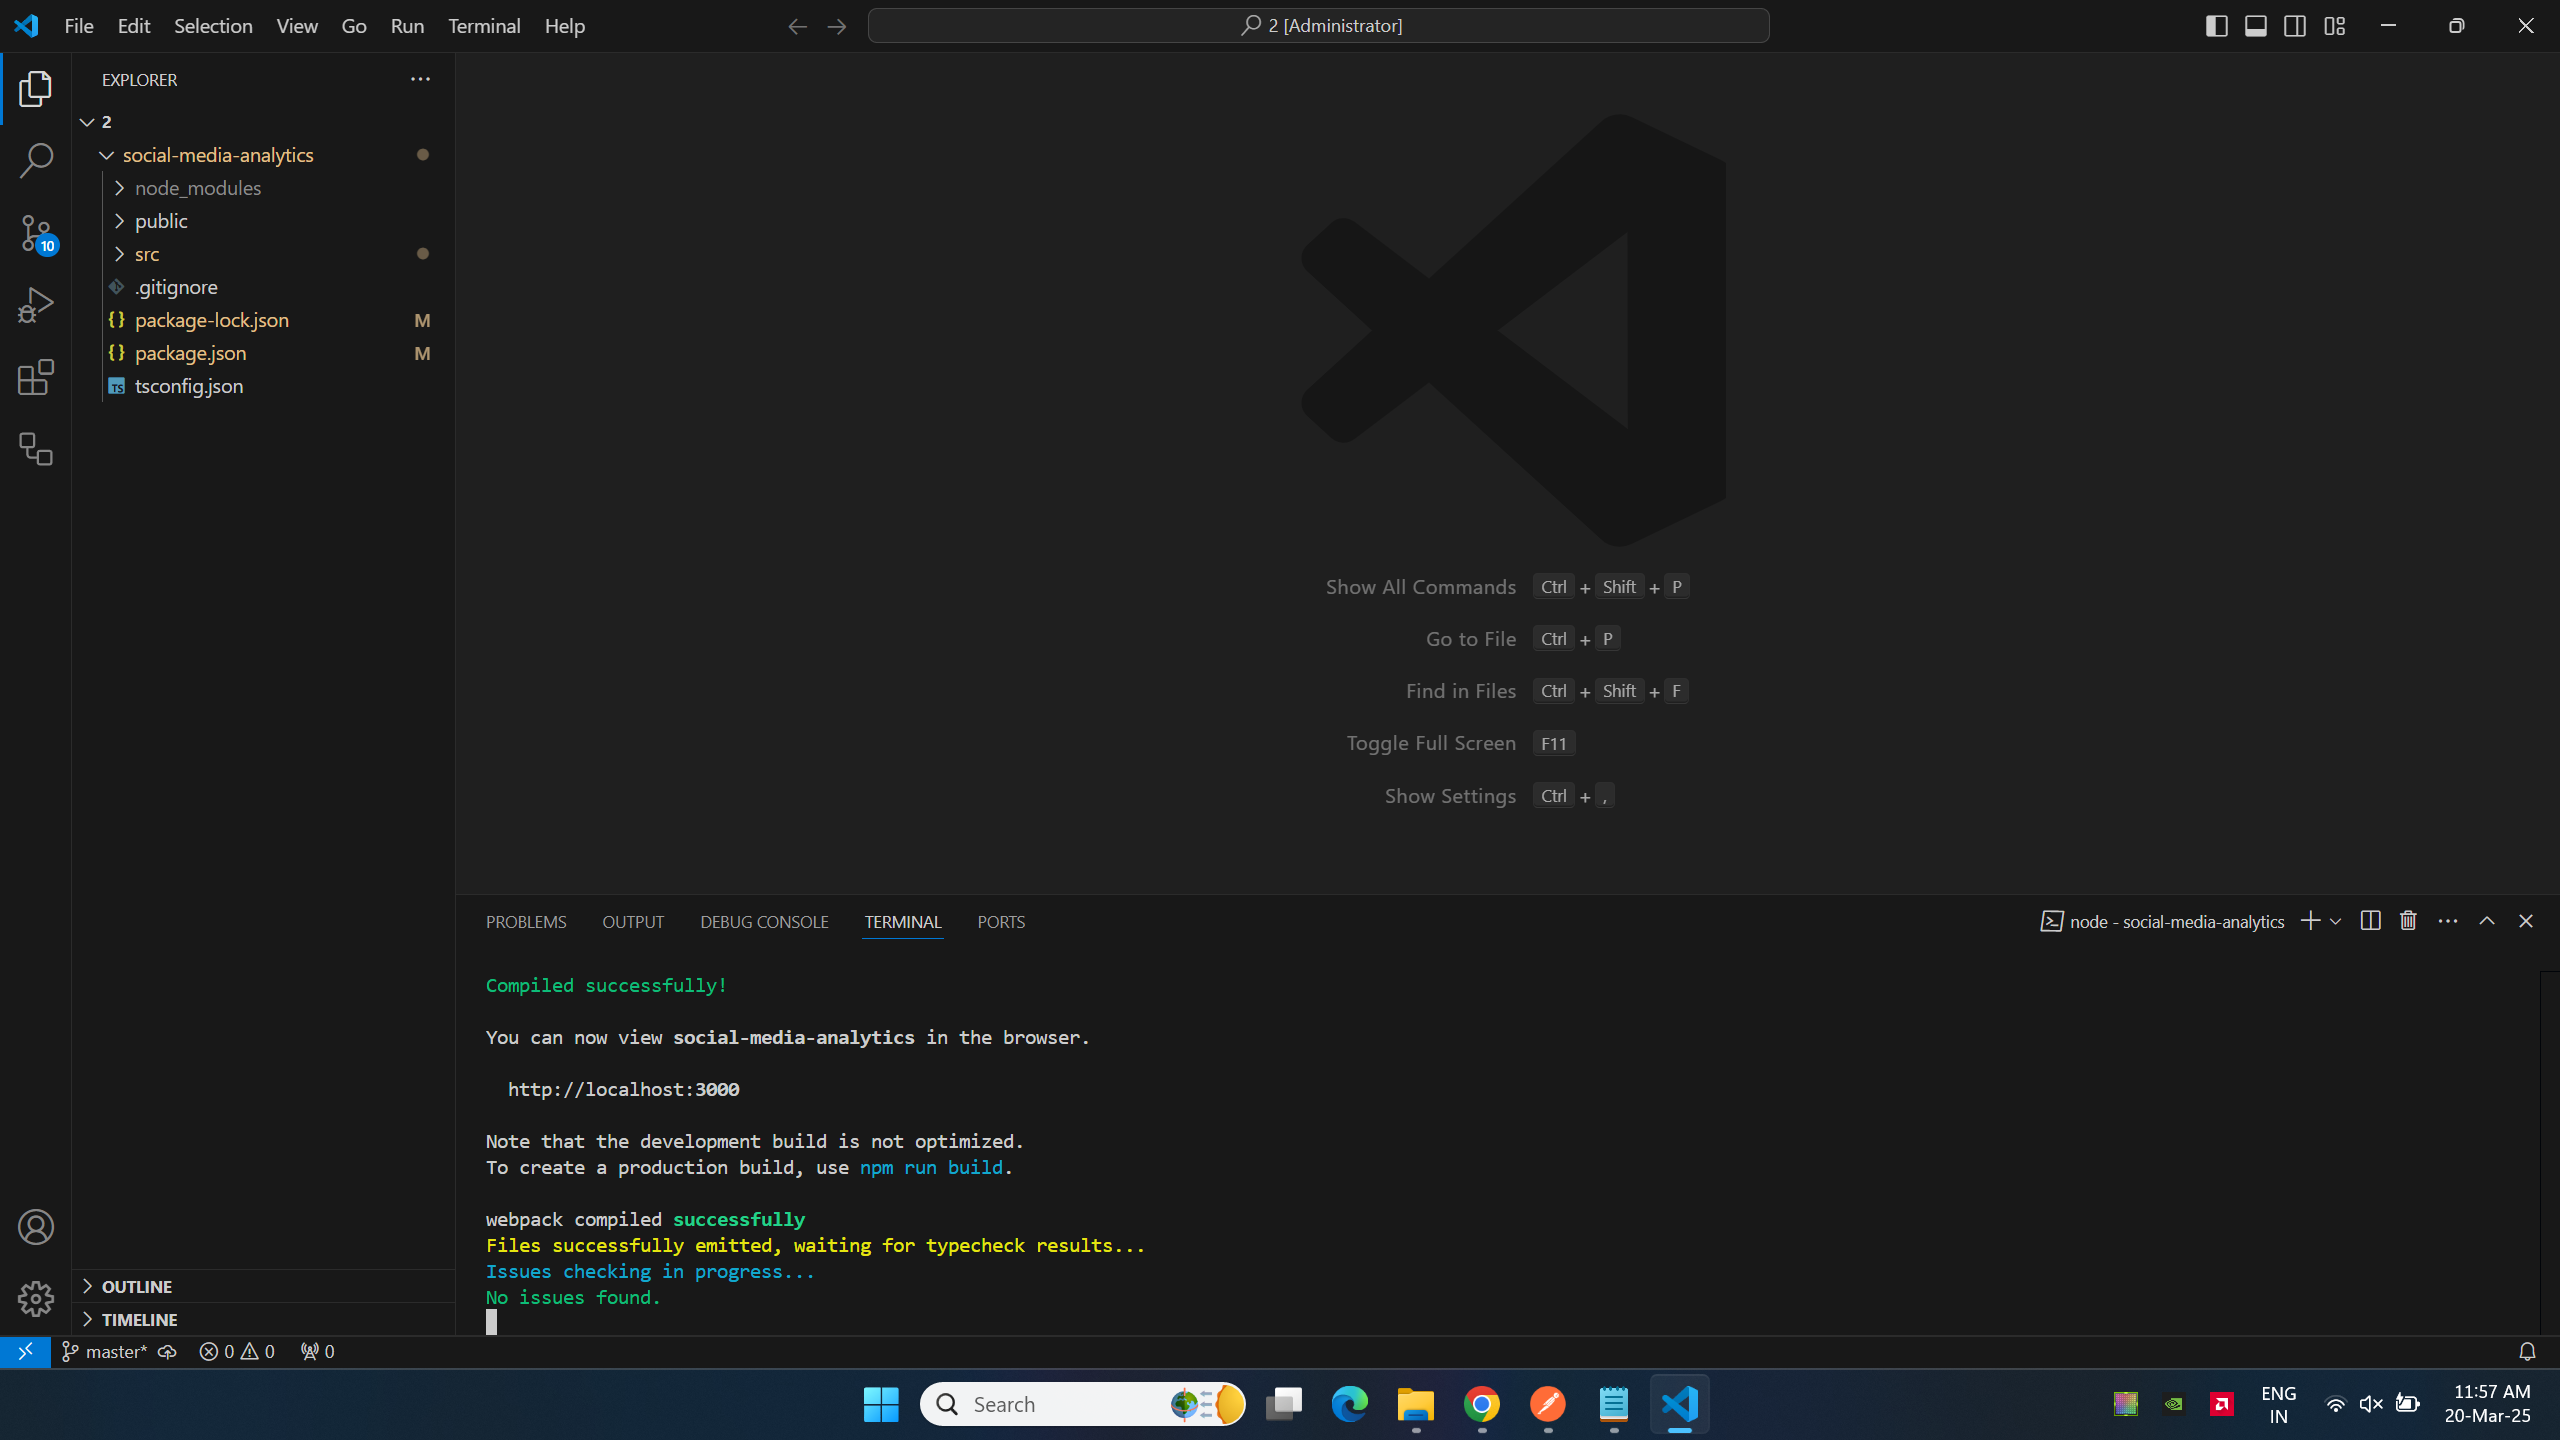 File Edit Selection View Go Run Terminal Help
2 [Administrator]
EXPLORER
2
social-media-analytics
node_modules
public
src
10
.gitignore
package-lock.json M
package.json M
tsconfig.json
Show All Commands Ctrl + Shift + P
Go to File Ctrl + P
Find in Files Ctrl + Shift + F
Toggle Full Screen F11
Show Settings Ctrl + ,
PROBLEMS OUTPUT DEBUG CONSOLE TERMINAL PORTS
node - social-media-analytics
Compiled successfully!
You can now view social-media-analytics in the browser.
http://localhost:3000
Note that the development build is not optimized.
To create a production build, use npm run build.
webpack compiled successfully
Files successfully emitted, waiting for typecheck results...
Issues checking in progress...
No issues found.
OUTLINE
TIMELINE
master* 0 0 0
Search
ENG
IN
11:57 AM
20-Mar-25